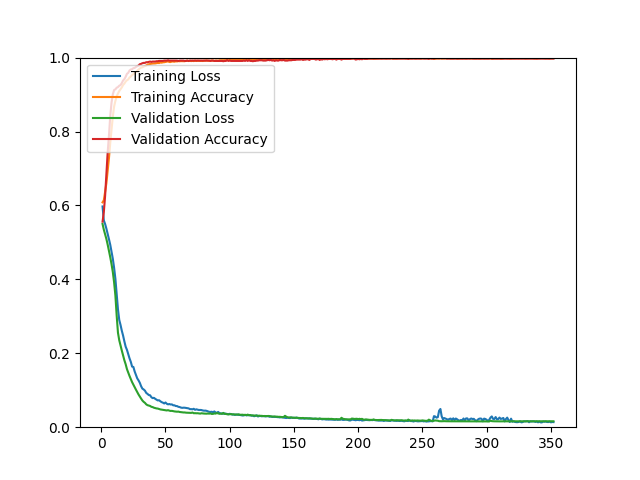 1.0
0.8
0.6
0.4
0.2
0.0
Training Loss
Training Accuracy
Validation Loss
Validation Accuracy
0 50 100 150 200 250 300 350